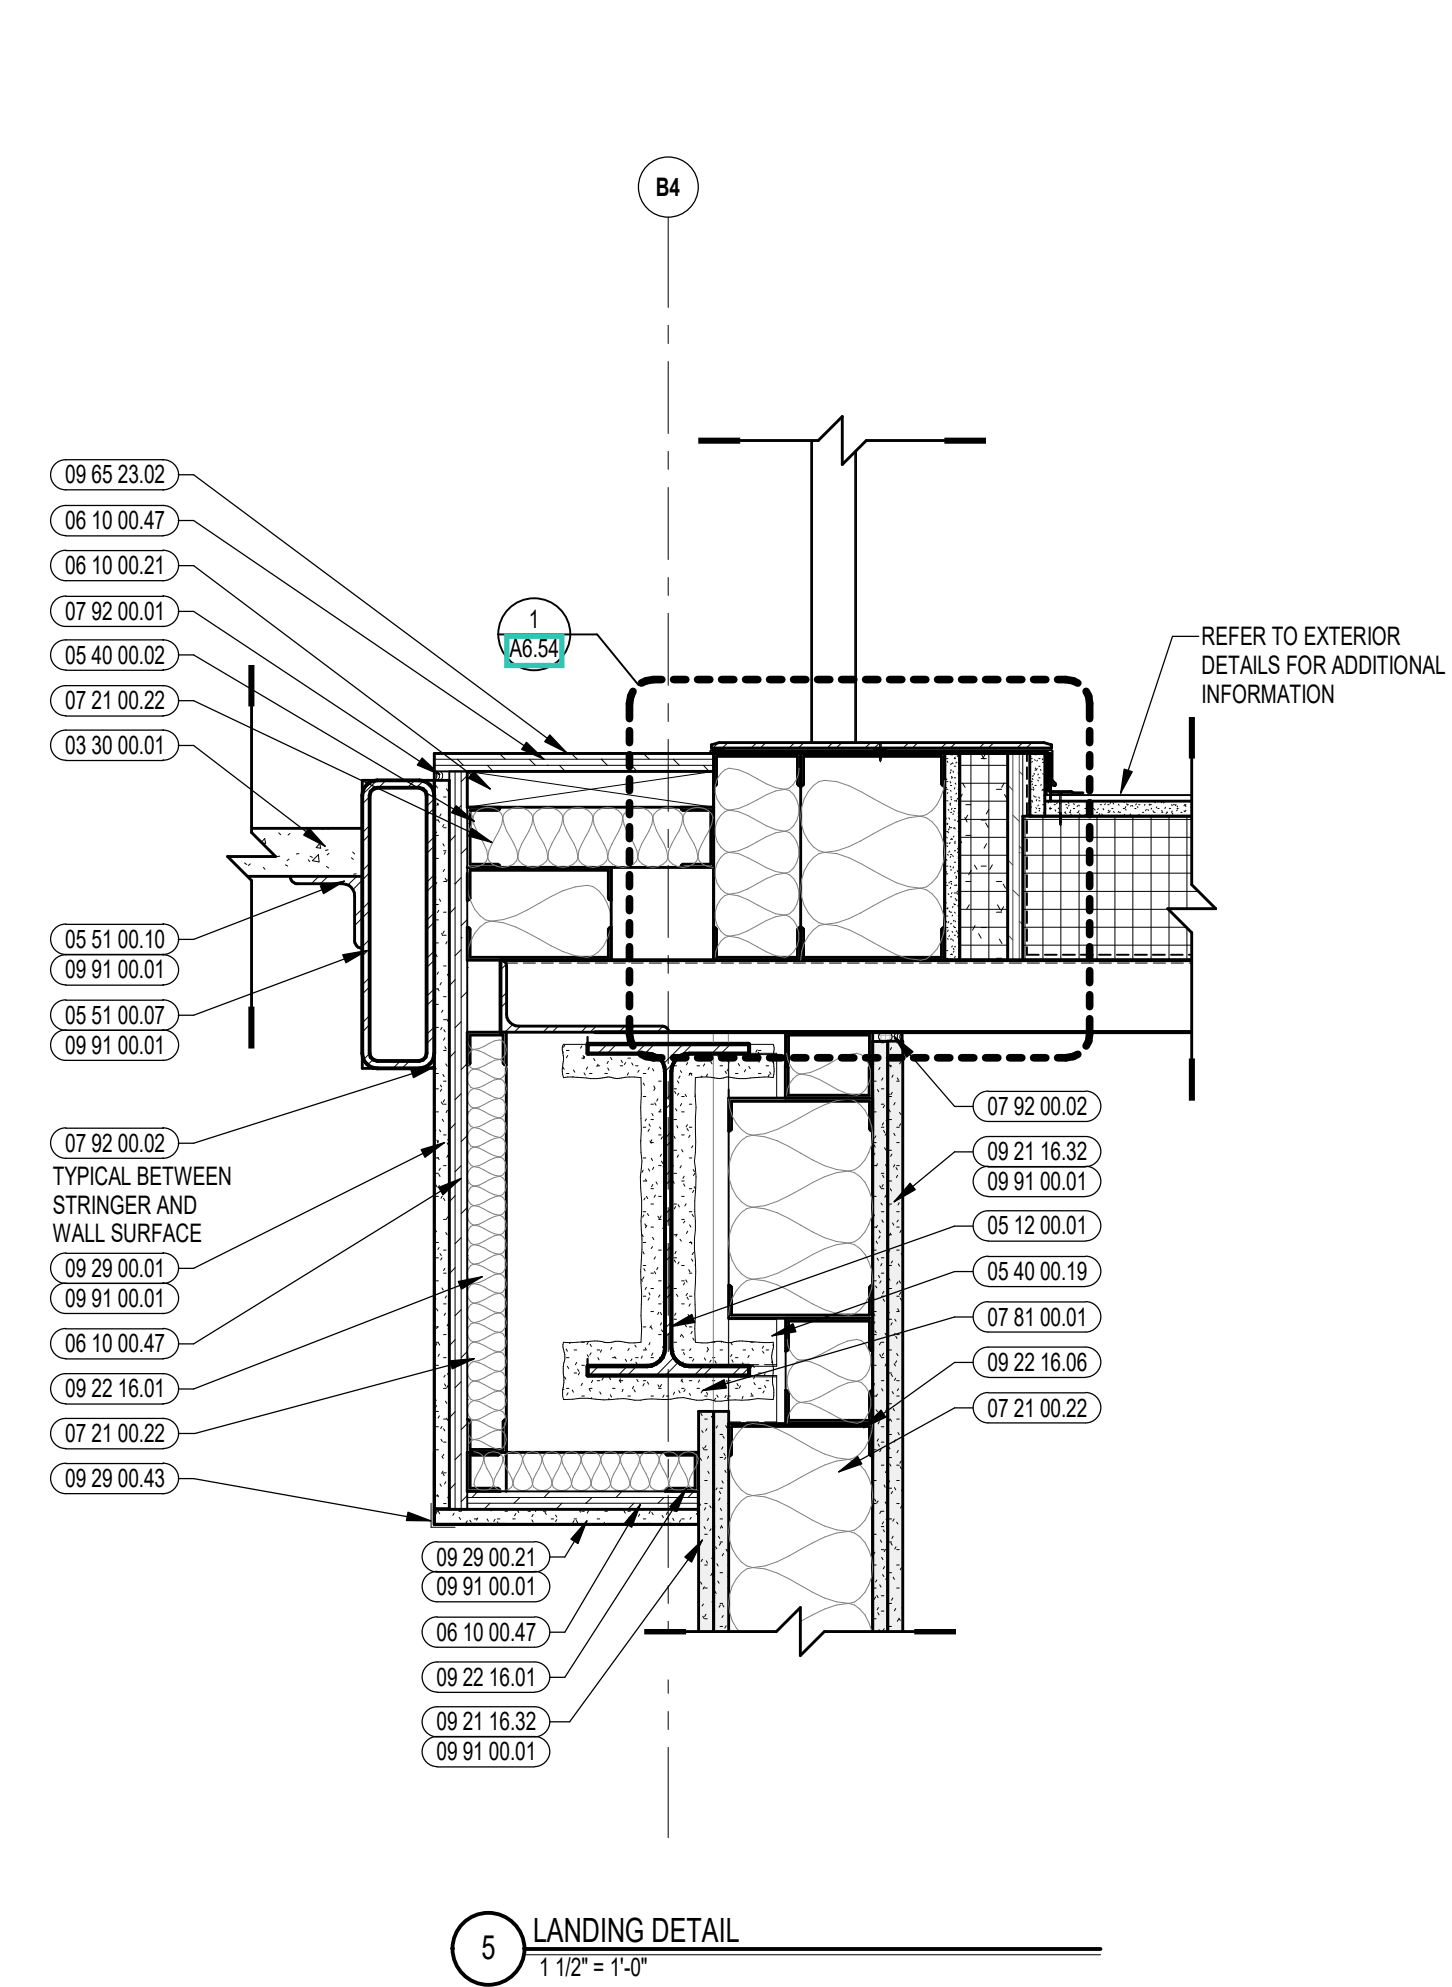 B4
09 65 23.02
06 10 00.47
06 10 00.21
07 92 00.01
05 40 00.02
07 21 00.22
03 30 00.01
1
A6.54
REFER TO EXTERIOR
DETAILS FOR ADDITIONAL
INFORMATION
05 51 00.10
09 91 00.01
05 51 00.07
09 91 00.01
07 92 00.02
TYPICAL BETWEEN
STRINGER AND
WALL SURFACE
09 29 00.01
09 91 00.01
06 10 00.47
09 22 16.01
07 21 00.22
09 29 00.43
07 92 00.02
09 21 16.32
09 91 00.01
05 12 00.01
05 40 00.19
07 81 00.01
09 22 16.06
07 21 00.22
09 29 00.21
09 91 00.01
06 10 00.47
09 22 16.01
09 21 16.32
09 91 00.01
5
LANDING DETAIL
1 1/2" = 1'-0"